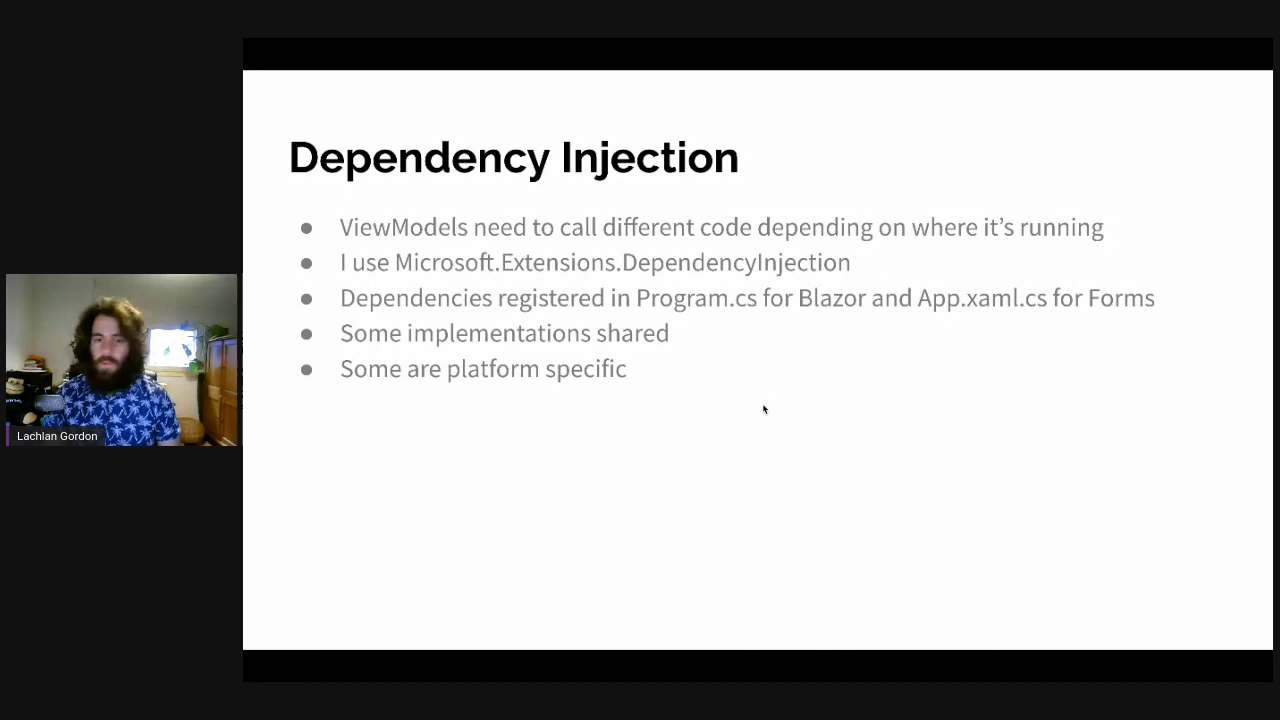 Dependency Injection
● ViewModels need to call different code depending on where it’s running
● I use Microsoft.Extensions.DependencyInjection
● Dependencies registered in Program.cs for Blazor and App.xaml.cs for Forms
● Some implementations shared
● Some are platform specific
Lachlan Gordon